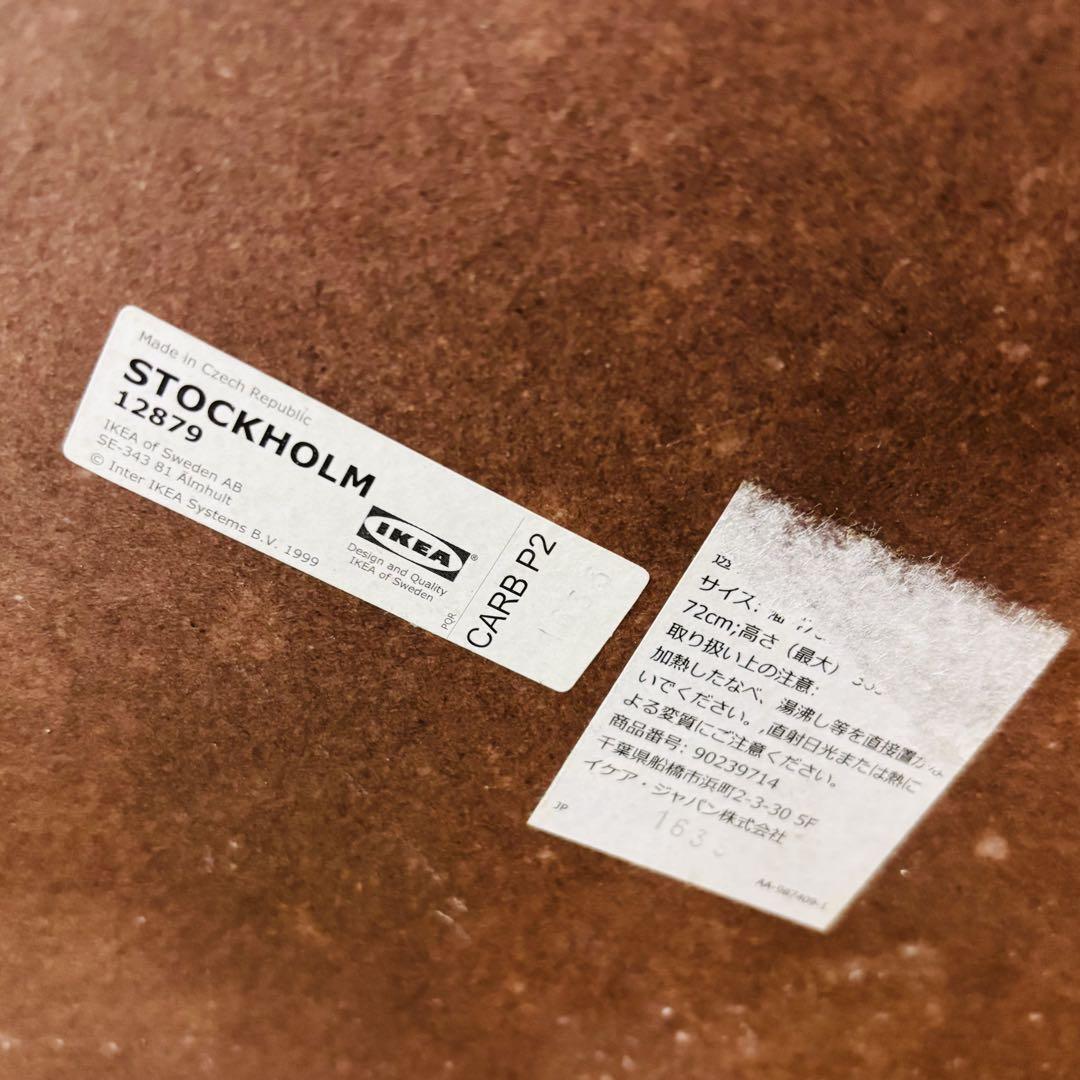 Made in Czech Republic
STOCKHOLM
12879
IKEA of Sweden AB
SE-343 81 Älmhult
© Inter IKEA Systems B.V. 1999
IKEA®
Design and Quality
IKEA of Sweden
PQR
CARB P2
サイズ:
72cm;高さ (最大)
取り扱い上の注意:
加熱したなべ、湯沸し等を直接置かな
いでください。,直射日光または熱に
よる変質にご注意ください。
商品番号: 90239714
千葉県船橋市浜町2-3-30 5F
イケア・ジャパン株式会社
JP
163
AA-987409-1